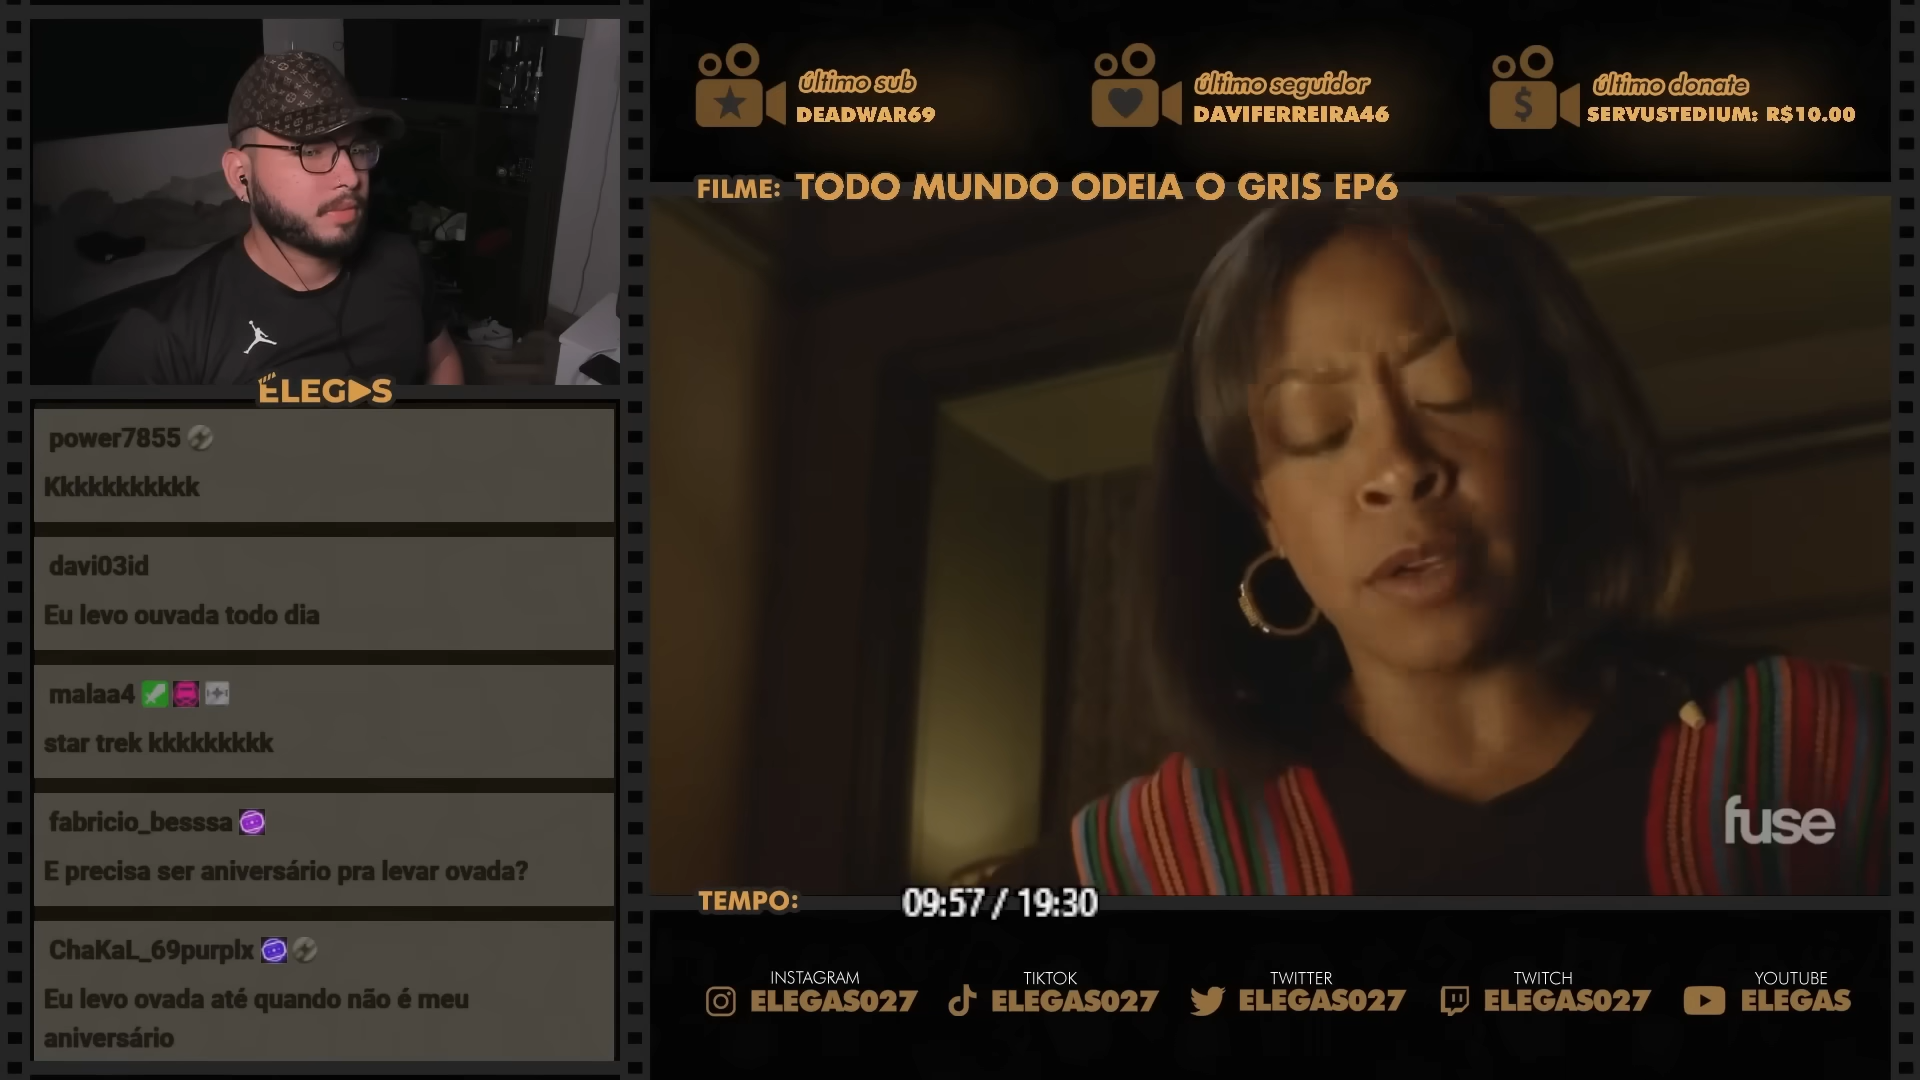 último sub
DEADWAR69
último seguidor
DAVIFERREIRA46
último donate
SERVUSTEDIUM: R$10.00
FILME: TODO MUNDO ODEIA O GRIS EP6
ELEGAS
power7855
Kkkkkkkkkkk
davi03id
Eu levo ouvada todo dia
malaa4
star trek kkkkkkkkk
fabricio_besssa
E precisa ser aniversário pra levar ovada?
ChaKaL_69purplx
Eu levo ovada até quando não é meu
aniversário
fuse
TEMPO: 09:57 / 19:30
INSTAGRAM
ELEGAS027
TIKTOK
ELEGAS027
TWITTER
ELEGAS027
TWITCH
ELEGAS027
YOUTUBE
ELEGAS